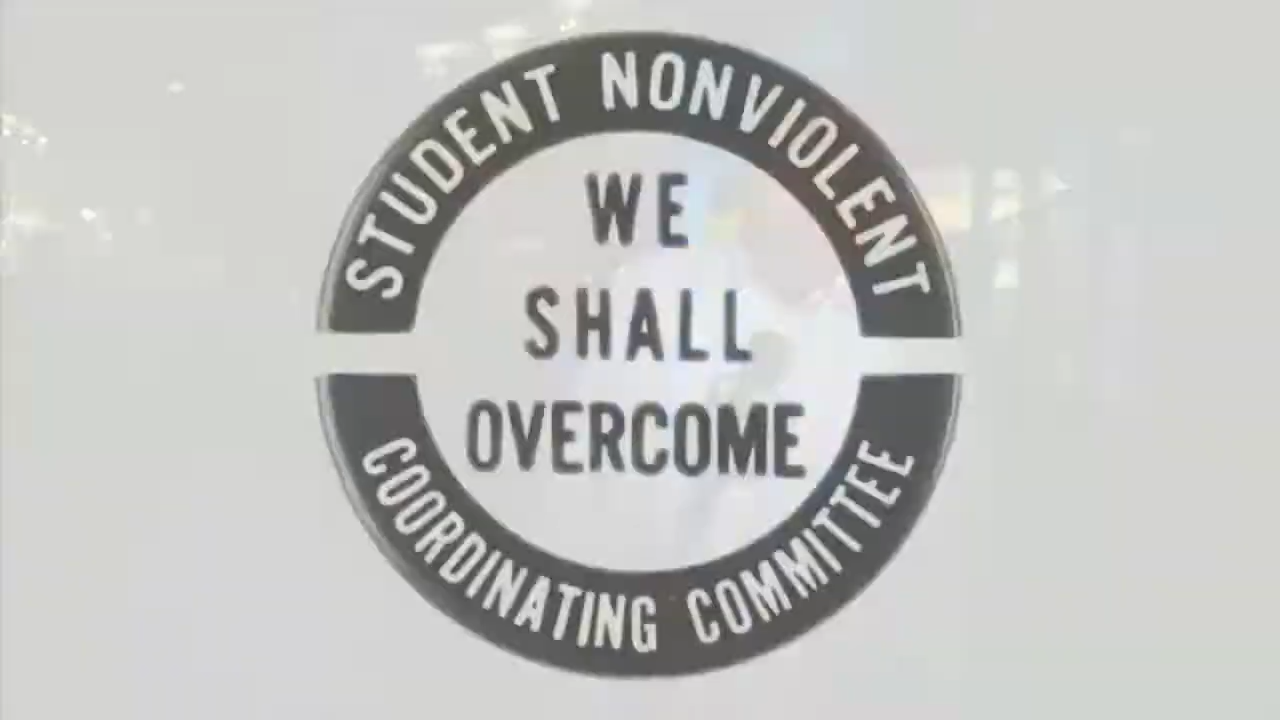 STUDENT NONVIOLENT
WE
SHALL
OVERCOME
COORDINATING COMMITTEE